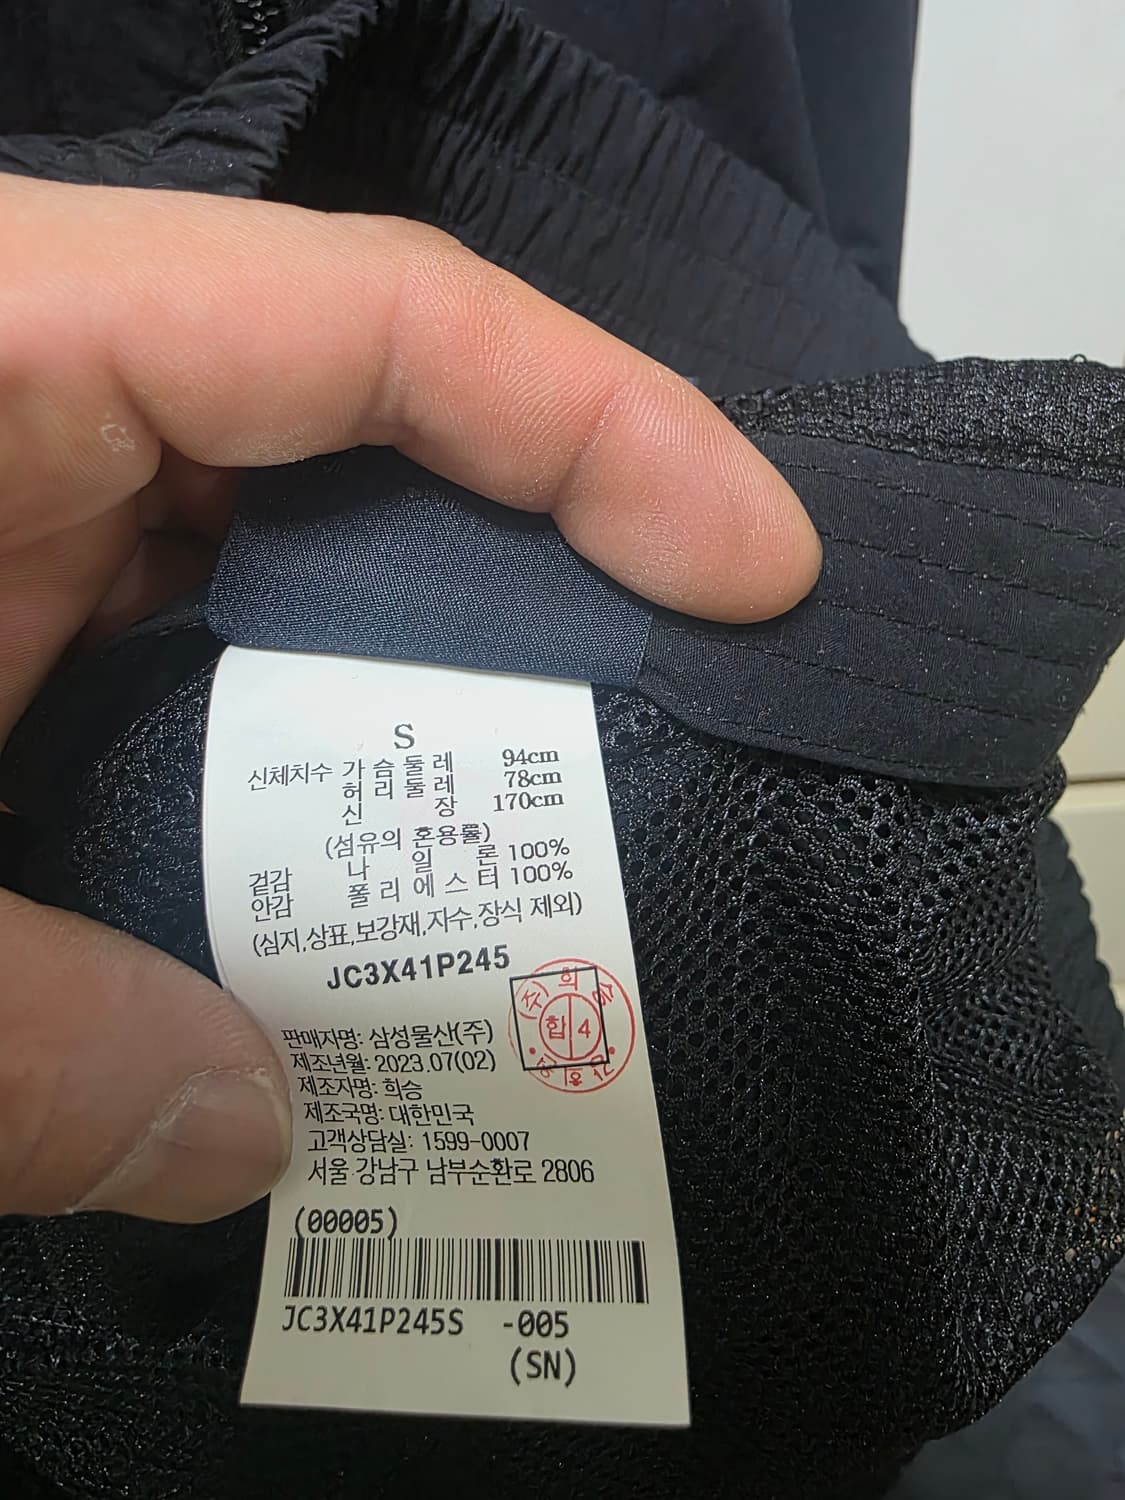 S
신체치수 가슴둘레 94cm
허리둘레 78cm
신 장 170cm
(섬유의 혼용률)
겉감 나 일 론 100%
안감 폴리에스터 100%
(심지,상표,보강재,자수,장식 제외)
JC3X41P245
(주) 희
합 4
판매자명: 삼성물산(주)
제조년월: 2023.07(02)
제조자명: 희승
제조국명: 대한민국
고객상담실: 1599-0007
서울 강남구 남부순환로 2806
(00005)
JC3X41P245S -005
(SN)